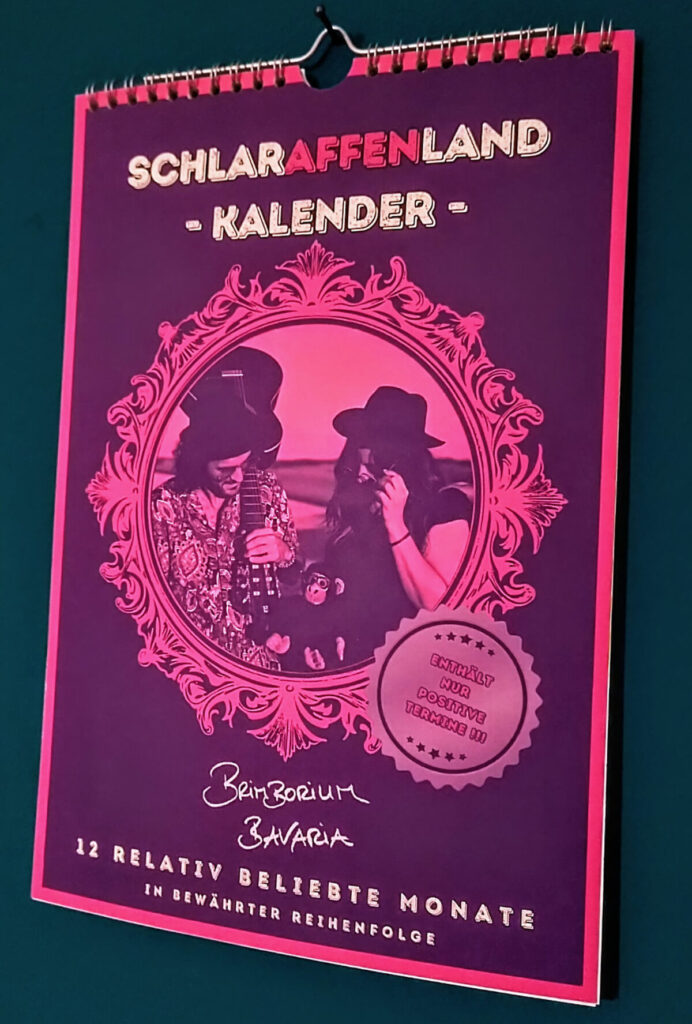 SCHLARAFFENLAND
- KALENDER -
ENTHÄLT
NUR
POSITIVE
TERMINE !!!
BRIMBORIUM
BAVARIA
12 RELATIV BELIEBTE MONATE
IN BEWÄHRTER REIHENFOLGE